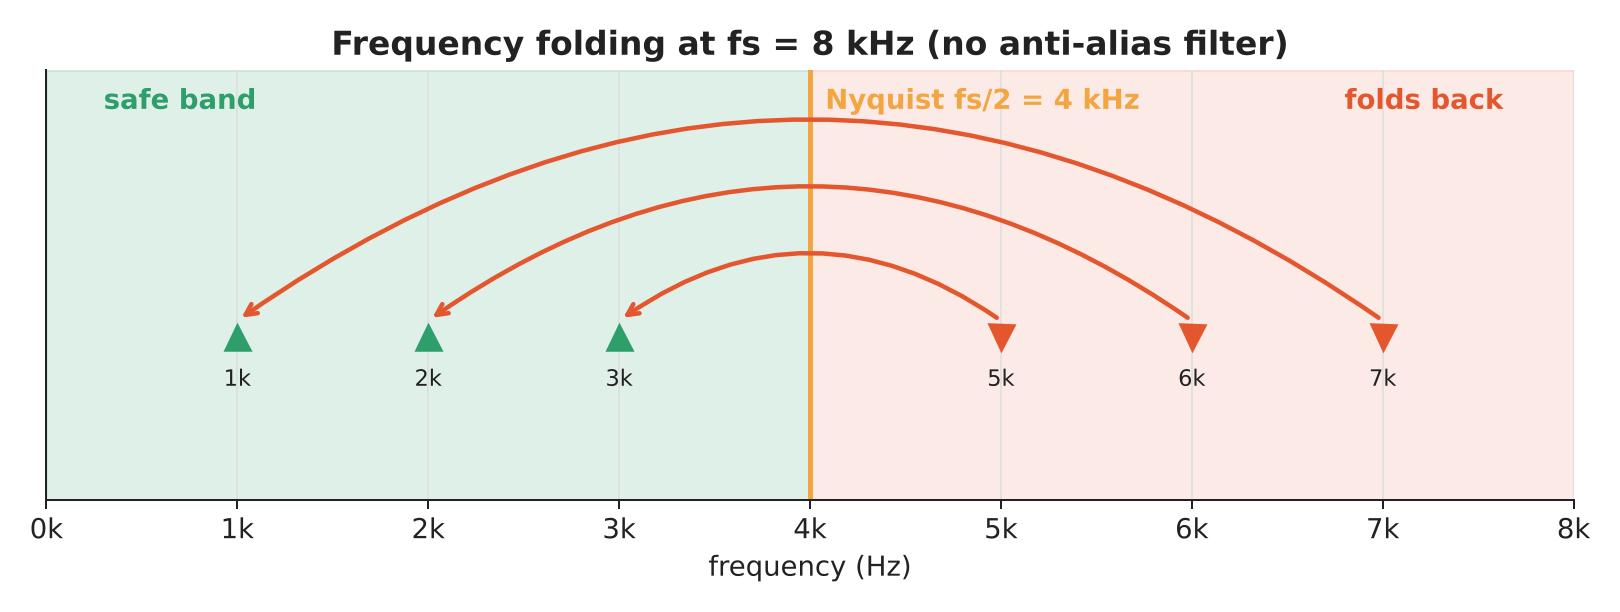 Frequency folding at fs = 8 kHz (no anti-alias filter)
safe band
Nyquist fs/2 = 4 kHz
folds back
1k 2k 3k 5k 6k 7k
0k 1k 2k 3k 4k 5k 6k 7k 8k
frequency (Hz)